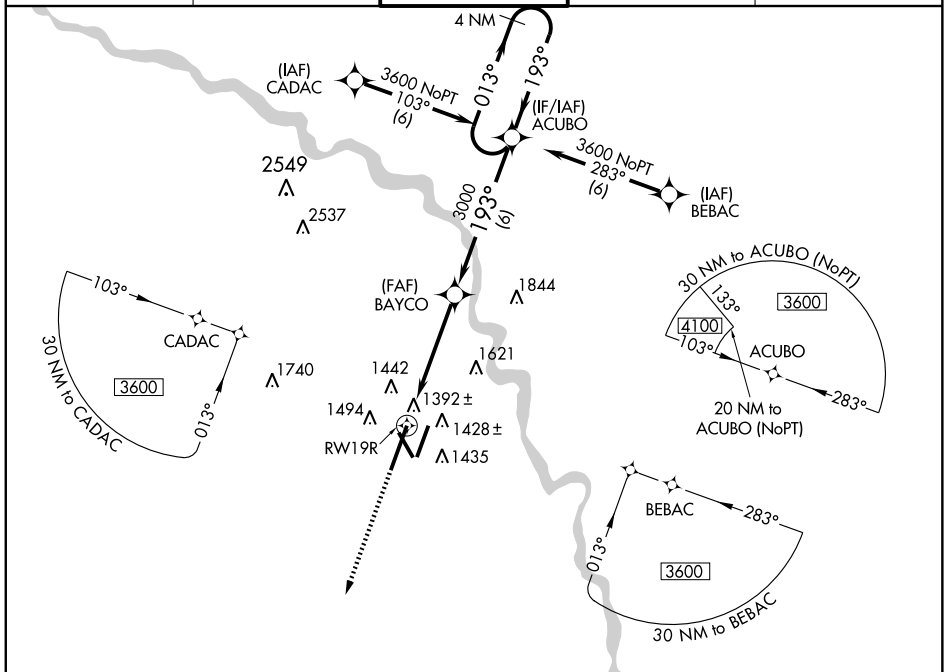 4 NM
013°
193°
(IAF)
CADAC
3600 NoPT
103°
(6)
(IF/IAF)
ACUBO
3600 NoPT
283°
(6)
(IAF)
BEBAC
2549
2537
3000
193°
(6)
(FAF)
BAYCO
1844
103°
CADAC
30 NM to CADAC
3600
013°
30 NM to ACUBO (NoPT)
133°
3600
4100
103°
ACUBO
283°
20 NM to
ACUBO (NoPT)
1740
1442
1621
1392 ±
1494
1428 ±
RW19R
1435
BEBAC
283°
013°
3600
30 NM to BEBAC